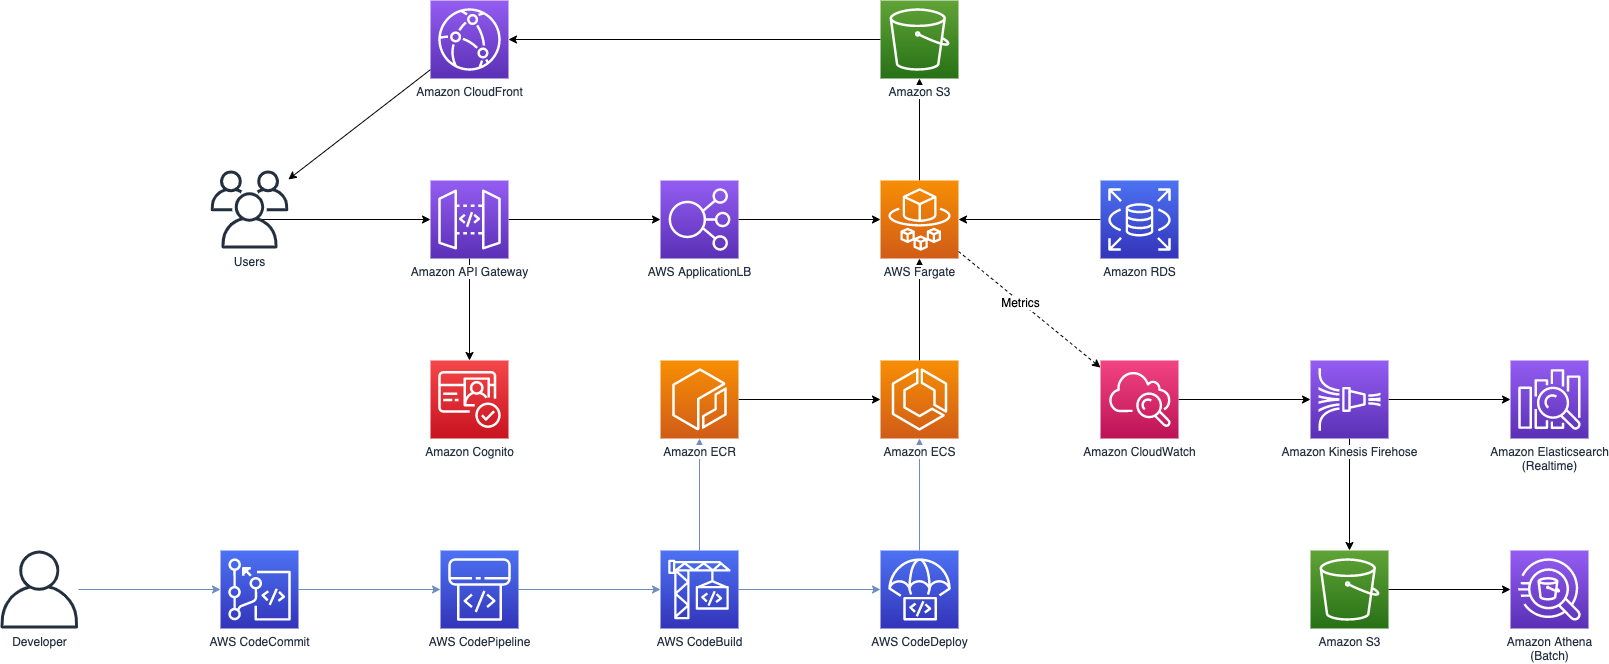 Amazon CloudFront
Amazon S3
Users
Amazon API Gateway
AWS ApplicationLB
AWS Fargate
Amazon RDS
Metrics
Amazon Cognito
Amazon ECR
Amazon ECS
Amazon CloudWatch
Amazon Kinesis Firehose
Amazon Elasticsearch
(Realtime)
Developer
AWS CodeCommit
AWS CodePipeline
AWS CodeBuild
AWS CodeDeploy
Amazon S3
Amazon Athena
(Batch)